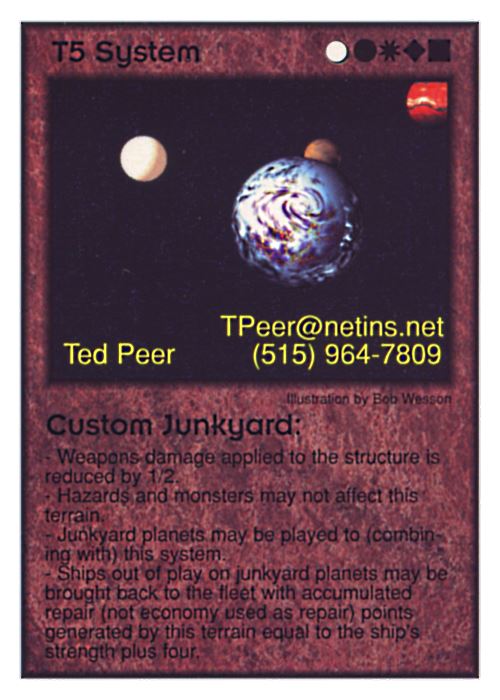 T5 System
TPeer@netins.net
Ted Peer (515) 964-7809
Illustration by Bob Wesson
Custom Junkyard:
- Weapons damage applied to the structure is
reduced by 1/2.
- Hazards and monsters may not affect this
terrain.
- Junkyard planets may be played to (combin-
ing with) this system.
- Ships out of play on junkyard planets may be
brought back to the fleet with accumulated
repair (not economy used as repair) points
generated by this terrain equal to the ship's
strength plus four.